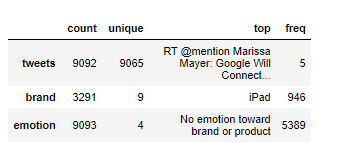 count unique top freq
tweets 9092 9065 RT @mention Marissa Mayer: Google Will Connect... 5
brand 3291 9 iPad 946
emotion 9093 4 No emotion toward brand or product 5389